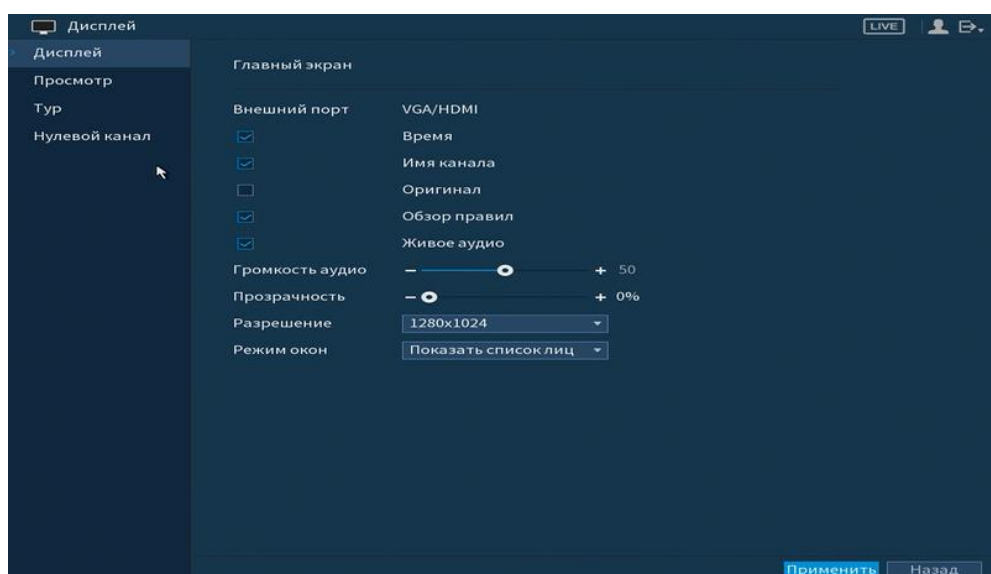 Дисплей
LIVE
Дисплей
Просмотр
Тур
Нулевой канал
Главный экран
Внешний порт VGA/HDMI
Время
Имя канала
Оригинал
Обзор правил
Живое аудио
Громкость аудио − + 50
Прозрачность − + 0%
Разрешение 1280x1024
Режим окон Показать список лиц
Применить Назад